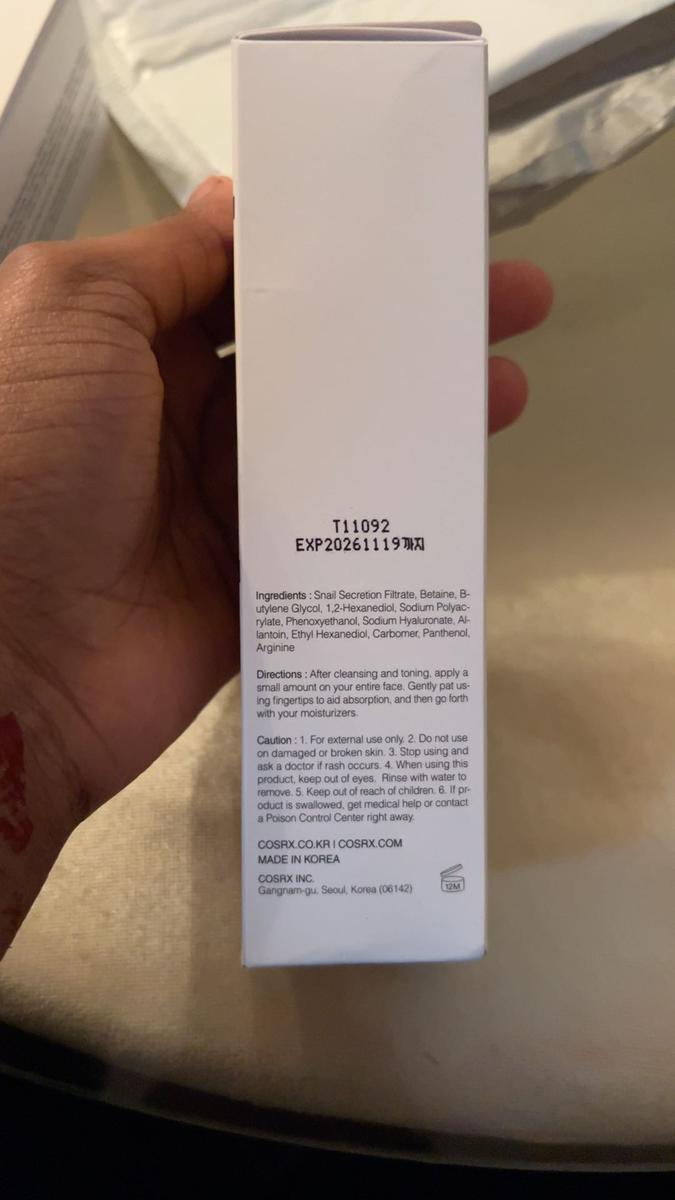 T11092
EXP20261119까지
Ingredients : Snail Secretion Filtrate, Betaine, B-
utylene Glycol, 1,2-Hexanediol, Sodium Polyac-
rylate, Phenoxyethanol, Sodium Hyaluronate, Al-
lantoin, Ethyl Hexanediol, Carbomer, Panthenol,
Arginine
Directions : After cleansing and toning, apply a
small amount on your entire face. Gently pat us-
ing fingertips to aid absorption, and then go forth
with your moisturizers.
Caution : 1. For external use only. 2. Do not use
on damaged or broken skin. 3. Stop using and
ask a doctor if rash occurs. 4. When using this
product, keep out of eyes. Rinse with water to
remove. 5. Keep out of reach of children. 6. If pr-
oduct is swallowed, get medical help or contact
a Poison Control Center right away.
COSRX.CO.KR I COSRX.COM
MADE IN KOREA
COSRX INC.
Gangnam-gu, Seoul, Korea (06142)
12M